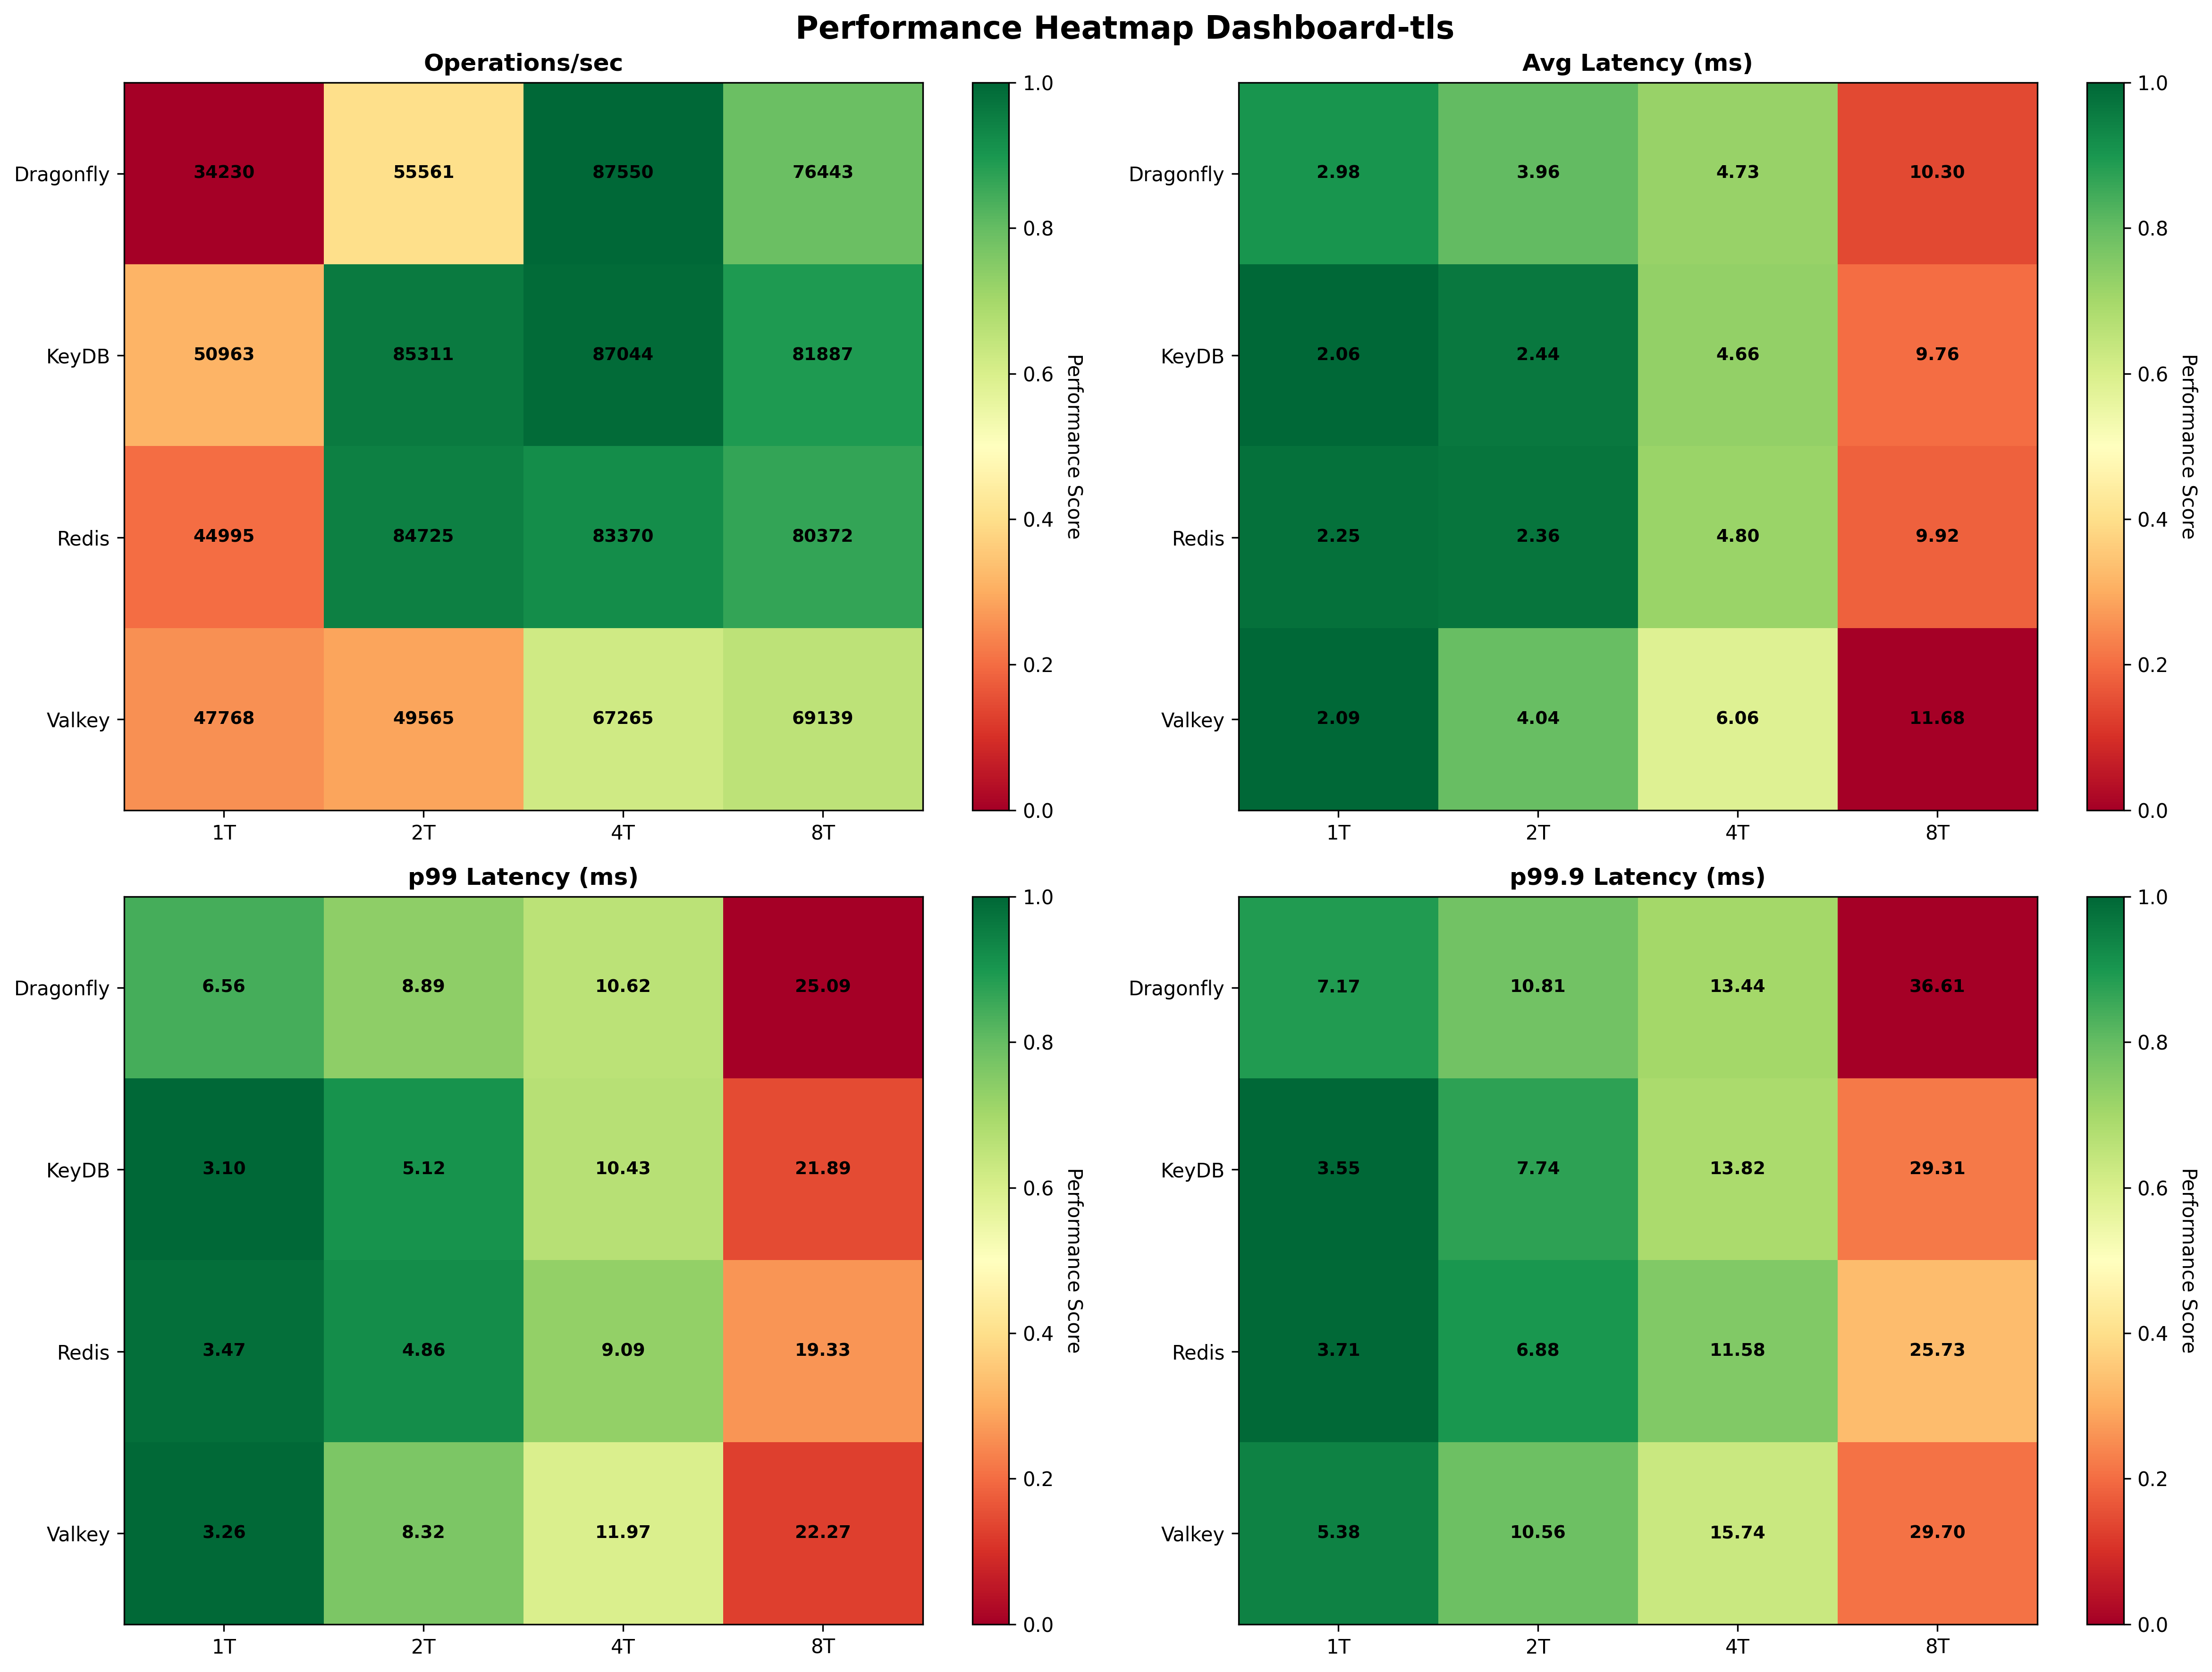 Performance Heatmap Dashboard-tls
Operations/sec
Dragonfly 34230 55561 87550 76443
KeyDB 50963 85311 87044 81887
Redis 44995 84725 83370 80372
Valkey 47768 49565 67265 69139
1T 2T 4T 8T
1.0
0.8
0.6
0.4
0.2
0.0
Performance Score
Avg Latency (ms)
Dragonfly 2.98 3.96 4.73 10.30
KeyDB 2.06 2.44 4.66 9.76
Redis 2.25 2.36 4.80 9.92
Valkey 2.09 4.04 6.06 11.68
1T 2T 4T 8T
1.0
0.8
0.6
0.4
0.2
0.0
Performance Score
p99 Latency (ms)
Dragonfly 6.56 8.89 10.62 25.09
KeyDB 3.10 5.12 10.43 21.89
Redis 3.47 4.86 9.09 19.33
Valkey 3.26 8.32 11.97 22.27
1T 2T 4T 8T
1.0
0.8
0.6
0.4
0.2
0.0
Performance Score
p99.9 Latency (ms)
Dragonfly 7.17 10.81 13.44 36.61
KeyDB 3.55 7.74 13.82 29.31
Redis 3.71 6.88 11.58 25.73
Valkey 5.38 10.56 15.74 29.70
1T 2T 4T 8T
1.0
0.8
0.6
0.4
0.2
0.0
Performance Score